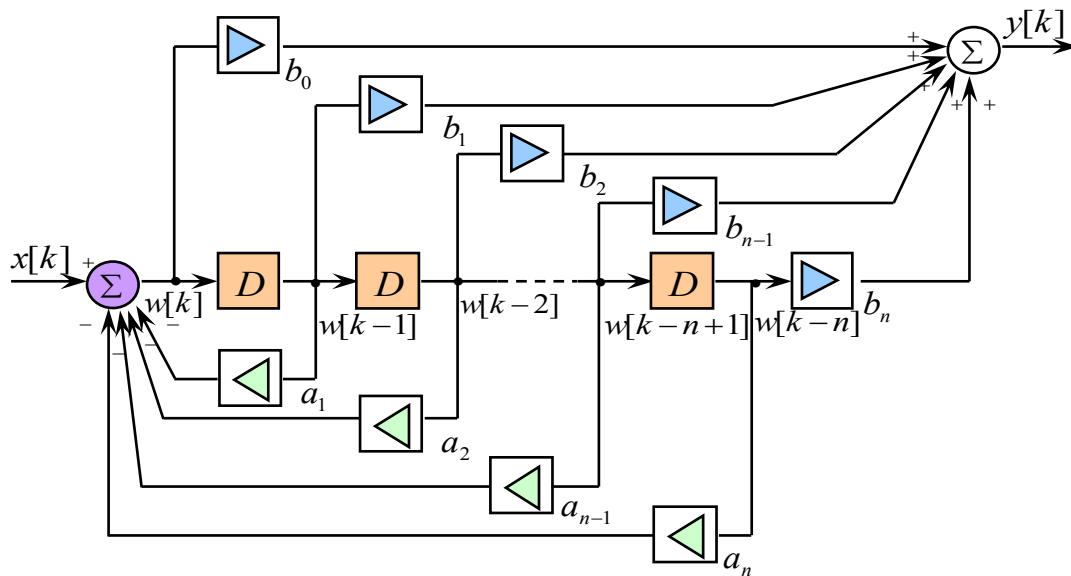 y[k]
+
Σ
b₀
+
+
+
+
b₁
b₂
bₙ₋₁
x[k]
+
Σ
w[k]
D
w[k−1]
D
w[k−2]
w[k−n+1]
D
w[k−n]
bₙ
−
−
−
−
a₁
a₂
aₙ₋₁
aₙ